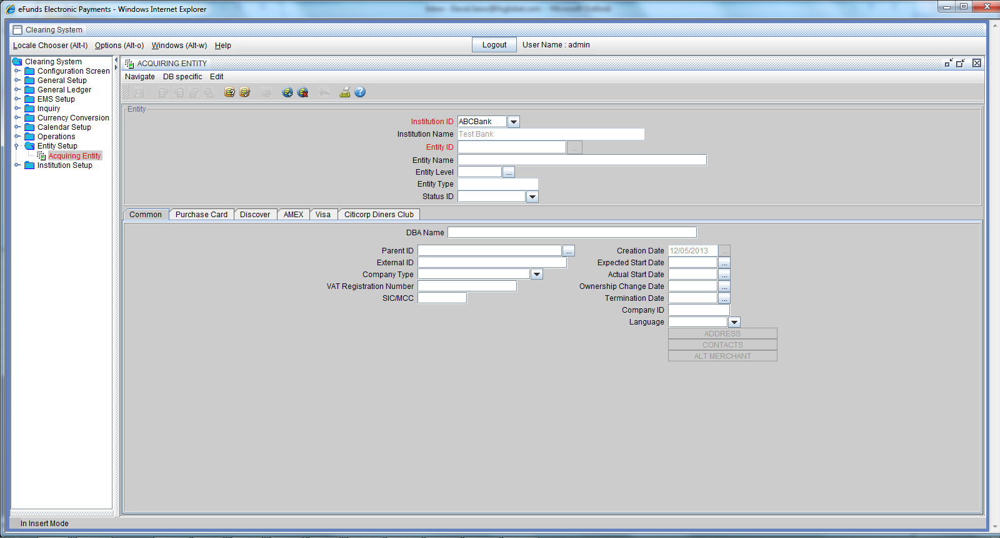 eFunds Electronic Payments - Windows Internet Explorer
Clearing System
Locale Chooser (Alt-l) Options (Alt-o) Windows (Alt-w) Help
Logout User Name : admin
Clearing System
Configuration Screen
General Setup
General Ledger
EMS Setup
Inquiry
Currency Conversion
Calendar Setup
Operations
Entity Setup
Acquiring Entity
Institution Setup
ACQUIRING ENTITY
Navigate DB specific Edit
Entity
Institution ID ABCBank
Institution Name Test Bank
Entity ID ...
Entity Name
Entity Level ...
Entity Type
Status ID
Common Purchase Card Discover AMEX Visa Citicorp Diners Club
DBA Name
Parent ID ...
External ID
Company Type
VAT Registration Number
SIC/MCC
Creation Date 12/05/2013 ...
Expected Start Date ...
Actual Start Date ...
Ownership Change Date ...
Termination Date ...
Company ID
Language
ADDRESS
CONTACTS
ALT MERCHANT
In Insert Mode